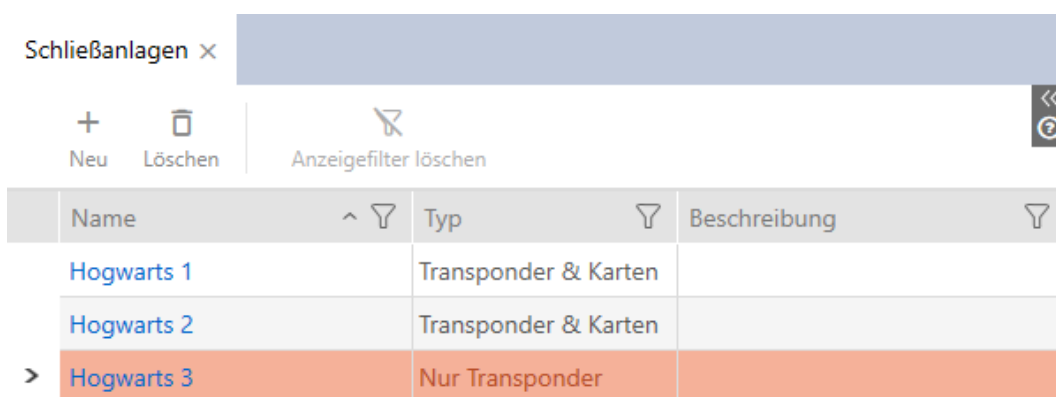 Schließanlagen
Neu Löschen Anzeigefilter löschen
Name Typ Beschreibung
Hogwarts 1 Transponder & Karten
Hogwarts 2 Transponder & Karten
Hogwarts 3 Nur Transponder